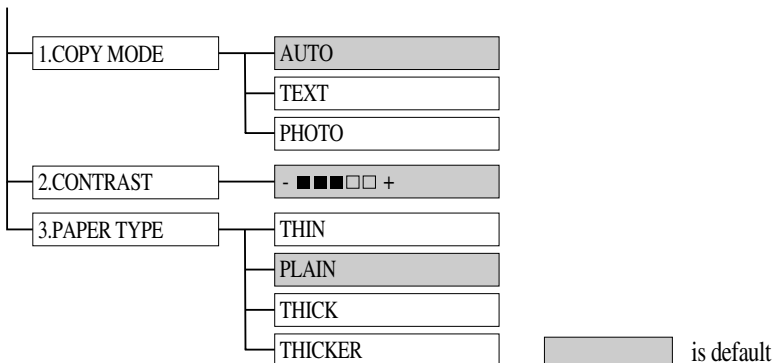 1.COPY MODE
AUTO
TEXT
PHOTO
2.CONTRAST
- ■■■□□ +
3.PAPER TYPE
THIN
PLAIN
THICK
THICKER
is default